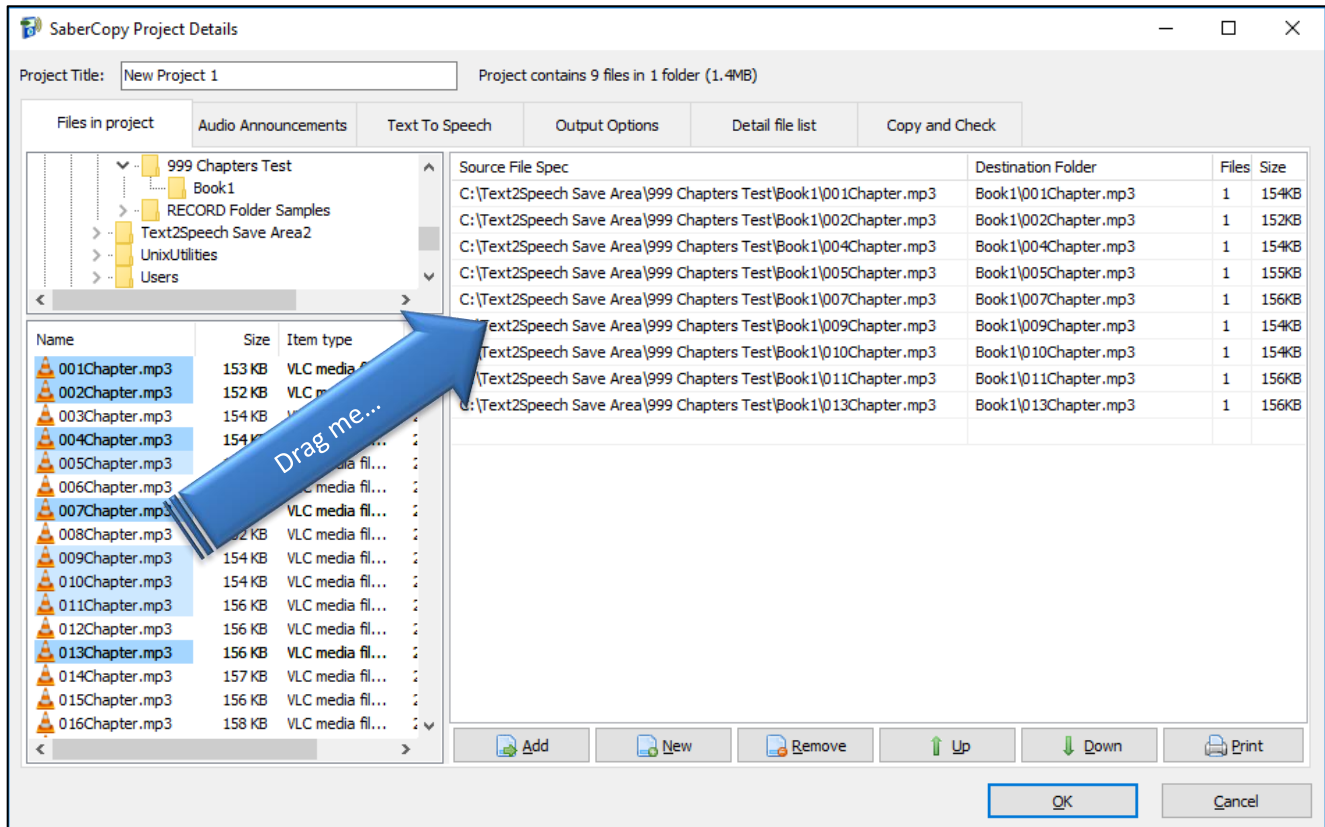 SaberCopy Project Details
Project Title: New Project 1 Project contains 9 files in 1 folder (1.4MB)
Files in project Audio Announcements Text To Speech Output Options Detail file list Copy and Check
999 Chapters Test
Book1
RECORD Folder Samples
Text2Speech Save Area2
UnixUtilities
Users
Name Size Item type
001Chapter.mp3 153 KB VLC media
002Chapter.mp3 152 KB VLC
003Chapter.mp3 154 KB
004Chapter.mp3 154
005Chapter.mp3 fil...
006Chapter.mp3 media fil...
007Chapter.mp3 VLC media fil...
008Chapter.mp3 KB VLC media fil...
009Chapter.mp3 154 KB VLC media fil...
010Chapter.mp3 154 KB VLC media fil...
011Chapter.mp3 156 KB VLC media fil...
012Chapter.mp3 156 KB VLC media fil...
013Chapter.mp3 156 KB VLC media fil...
014Chapter.mp3 157 KB VLC media fil...
015Chapter.mp3 156 KB VLC media fil...
016Chapter.mp3 158 KB VLC media fil...
Drag me...
Source File Spec Destination Folder Files Size
C:\Text2Speech Save Area\999 Chapters Test\Book1\001Chapter.mp3 Book1\001Chapter.mp3 1 154KB
C:\Text2Speech Save Area\999 Chapters Test\Book1\002Chapter.mp3 Book1\002Chapter.mp3 1 152KB
C:\Text2Speech Save Area\999 Chapters Test\Book1\004Chapter.mp3 Book1\004Chapter.mp3 1 154KB
C:\Text2Speech Save Area\999 Chapters Test\Book1\005Chapter.mp3 Book1\005Chapter.mp3 1 155KB
C:\Text2Speech Save Area\999 Chapters Test\Book1\007Chapter.mp3 Book1\007Chapter.mp3 1 156KB
Text2Speech Save Area\999 Chapters Test\Book1\009Chapter.mp3 Book1\009Chapter.mp3 1 154KB
Text2Speech Save Area\999 Chapters Test\Book1\010Chapter.mp3 Book1\010Chapter.mp3 1 154KB
\Text2Speech Save Area\999 Chapters Test\Book1\011Chapter.mp3 Book1\011Chapter.mp3 1 156KB
C:\Text2Speech Save Area\999 Chapters Test\Book1\013Chapter.mp3 Book1\013Chapter.mp3 1 156KB
Add New Remove Up Down Print
OK Cancel